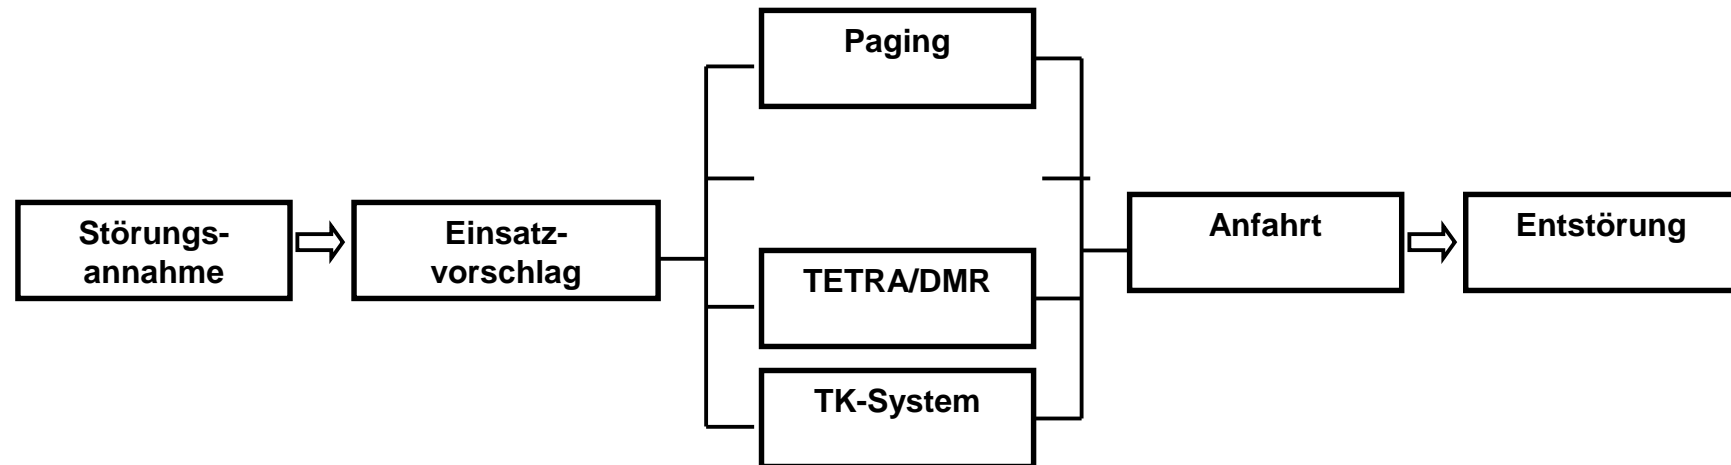 Paging
Störungs-
annahme
Einsatz-
vorschlag
TETRA/DMR
TK-System
Anfahrt
Entstörung